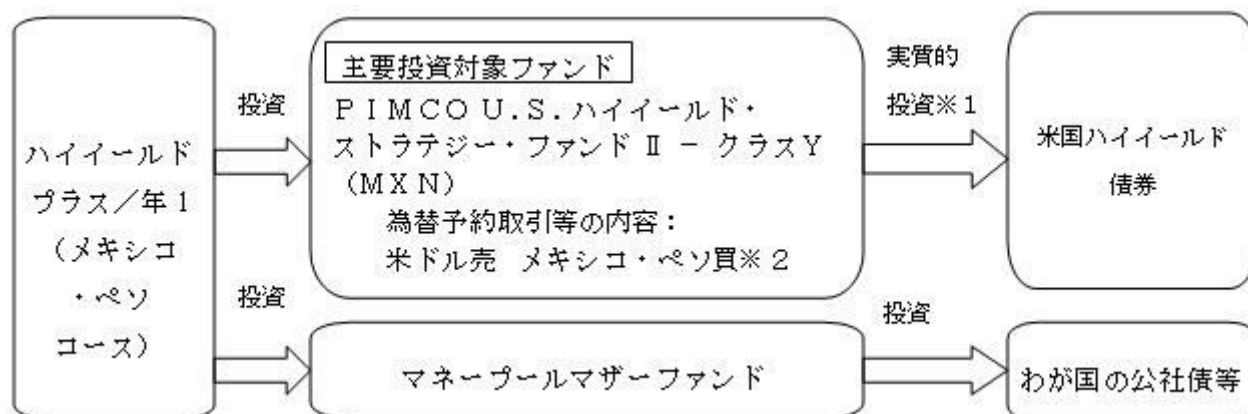 ハイイールド
プラス／年１
（メキシコ
・ペソ
コース）
投資
投資
主要投資対象ファンド
ＰＩＭＣＯ Ｕ.Ｓ.ハイイールド・
ストラテジー・ファンド Ⅱ － クラスＹ
（ＭＸＮ）
為替予約取引等の内容：
米ドル売　メキシコ・ペソ買※２
マネープールマザーファンド
実質的
投資※１
投資
米国ハイイールド
債券
わが国の公社債等